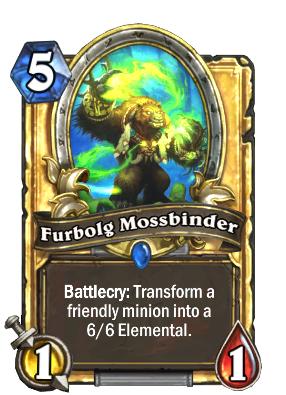 5
Furbolg Mossbinder
Battlecry: Transform a
friendly minion into a
6/6 Elemental.
1
1